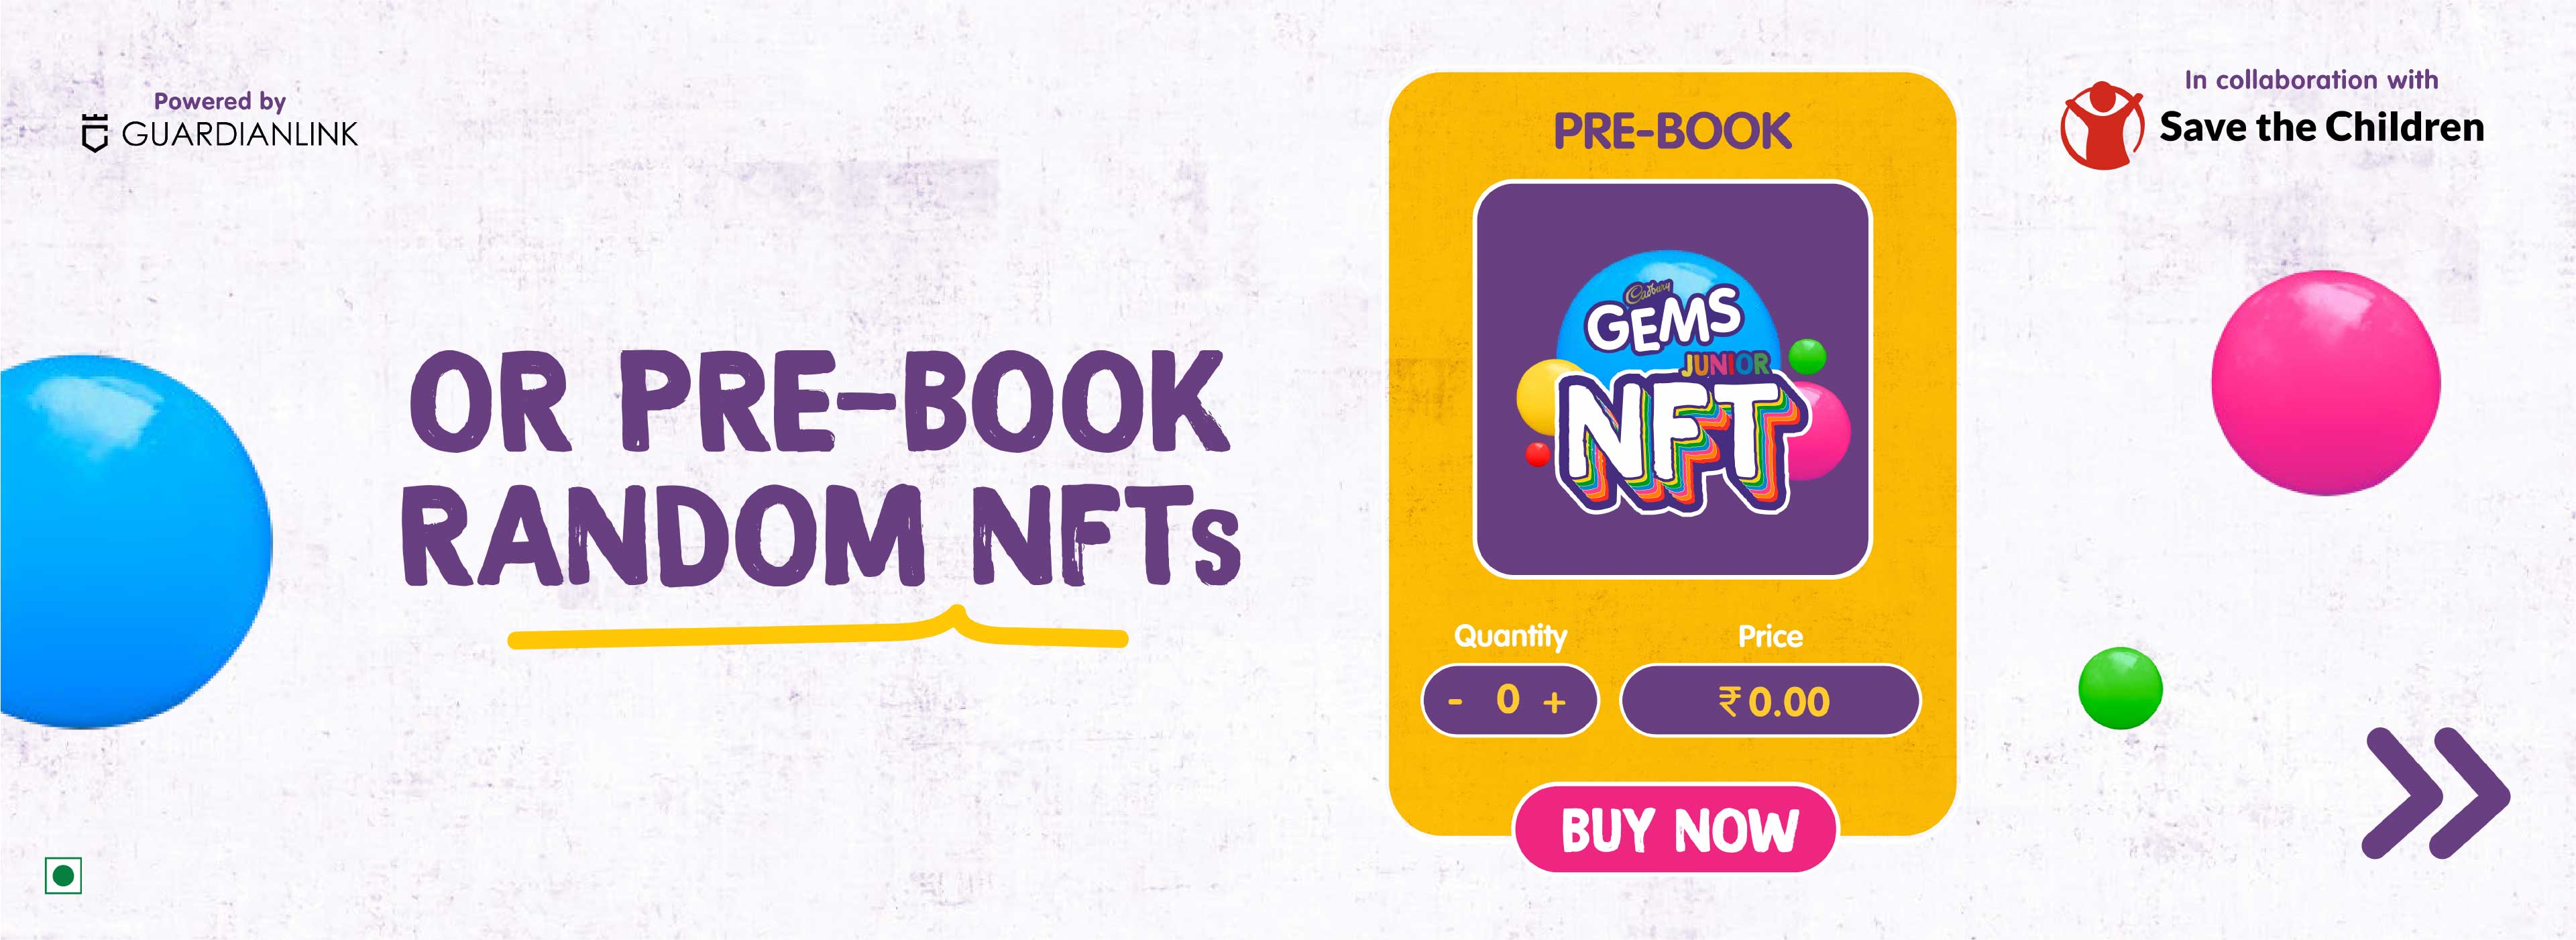 Powered by
GUARDIANLINK
OR PRE-BOOK
RANDOM NFTs
PRE-BOOK
Cadbury
GEMS
JUNIOR
NFT
Quantity
Price
- 0 +
₹0.00
BUY NOW
In collaboration with
Save the Children